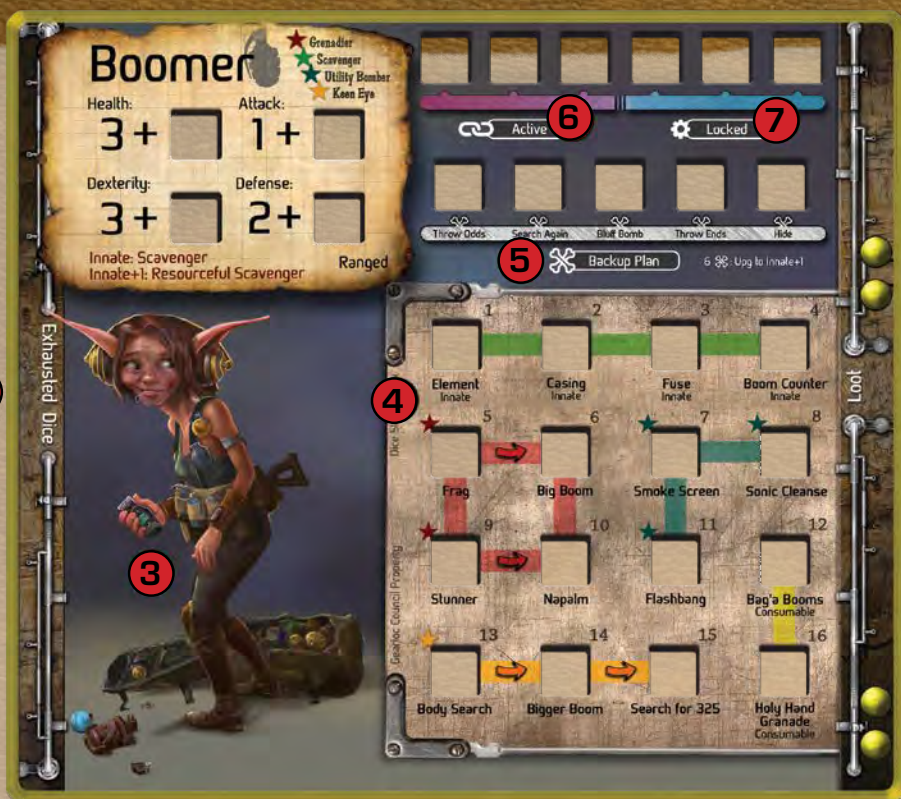 Boomer
Grenadier
Scavenger
Utility Bomber
Keen Eye
Health:
3+
Attack:
1+
Dexterity:
3+
Defense:
2+
Innate: Scavenger
Innate+1: Resourceful Scavenger
Ranged
Active 6
Locked 7
Throw Odds Search Again Bluff Bomb Throw Ends Hide
5 Backup Plan 6 : Upg to Innate+1
Exhausted Dice
Loot
3
4
Dice
Gearloc Council Property
1 2 3 4
Element Casing Fuse Boom Counter
Innate Innate Innate Innate
5 6 7 8
Frag Big Boom Smoke Screen Sonic Cleanse
9 10 11 12
Stunner Napalm Flashbang Bag'a Booms
Consumable
13 14 15 16
Body Search Bigger Boom Search for 325 Holy Hand
Granade
Consumable